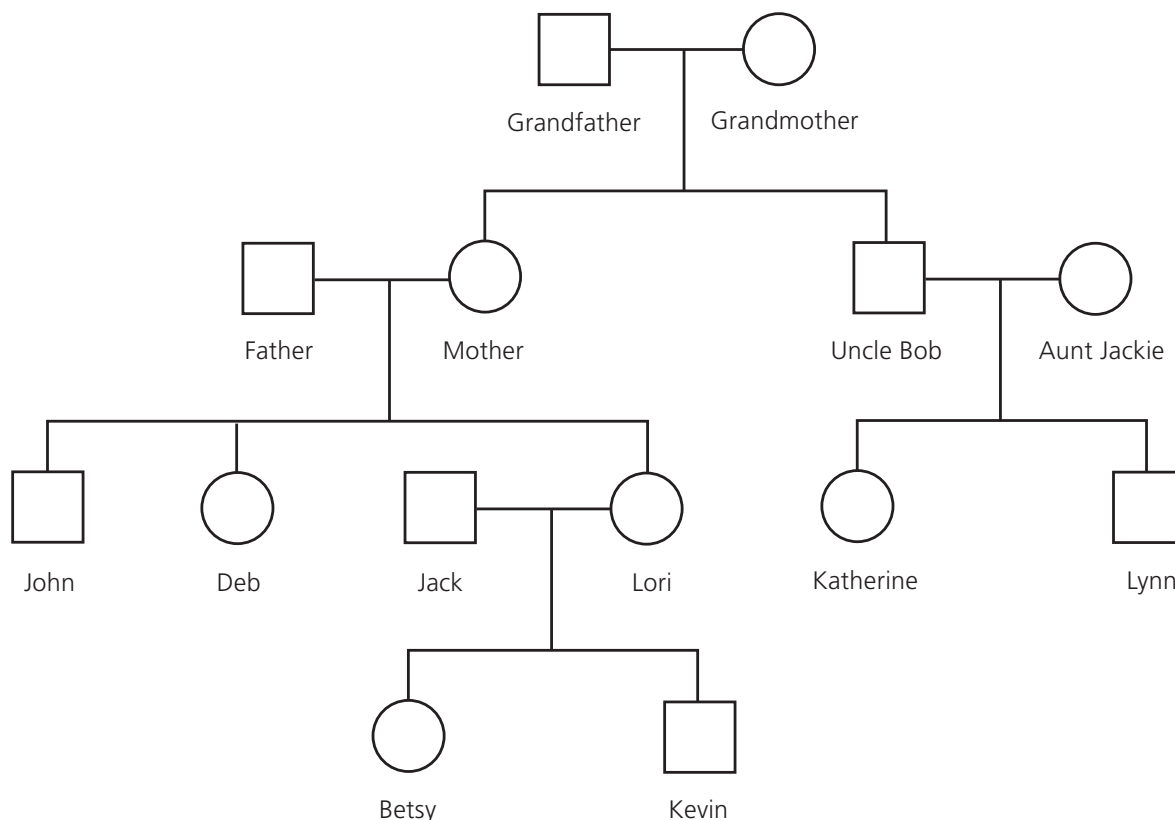 Grandfather Grandmother
Father Mother Uncle Bob Aunt Jackie
John Deb Jack Lori Katherine Lynn
Betsy Kevin